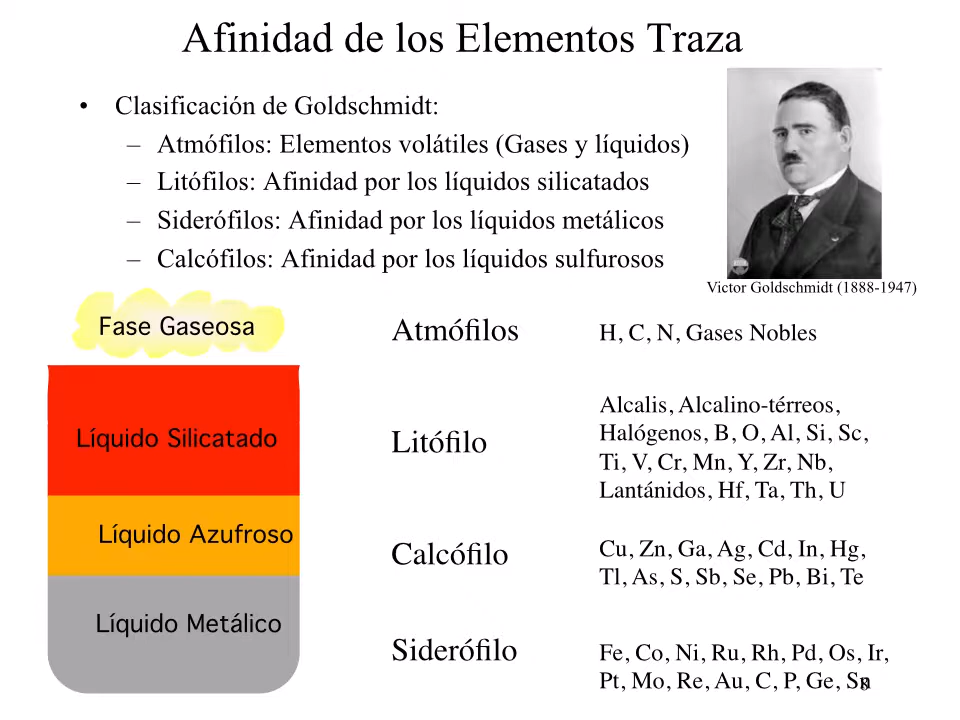 Afinidad de los Elementos Traza
• Clasificación de Goldschmidt:
– Atmófilos: Elementos volátiles (Gases y líquidos)
– Litófilos: Afinidad por los líquidos silicatados
– Siderófilos: Afinidad por los líquidos metálicos
– Calcófilos: Afinidad por los líquidos sulfurosos
Victor Goldschmidt (1888-1947)
Fase Gaseosa
Líquido Silicatado
Líquido Azufroso
Líquido Metálico
Atmófilos
H, C, N, Gases Nobles
Litófilo
Alcalis, Alcalino-térreos,
Halógenos, B, O, Al, Si, Sc,
Ti, V, Cr, Mn, Y, Zr, Nb,
Lantánidos, Hf, Ta, Th, U
Calcófilo
Cu, Zn, Ga, Ag, Cd, In, Hg,
Tl, As, S, Sb, Se, Pb, Bi, Te
Siderófilo
Fe, Co, Ni, Ru, Rh, Pd, Os, Ir,
Pt, Mo, Re, Au, C, P, Ge, Sn
8